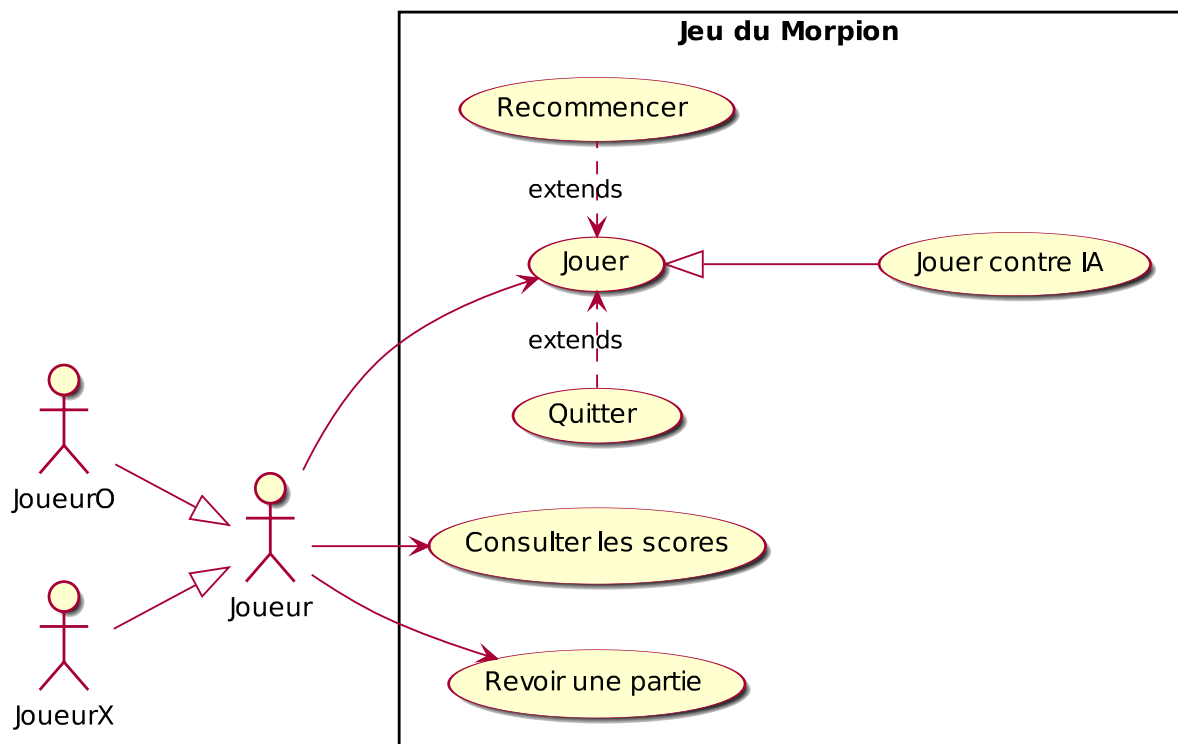 Jeu du Morpion
Recommencer
extends
Jouer
Jouer contre IA
extends
Quitter
JoueurO
Consulter les scores
Joueur
Revoir une partie
JoueurX